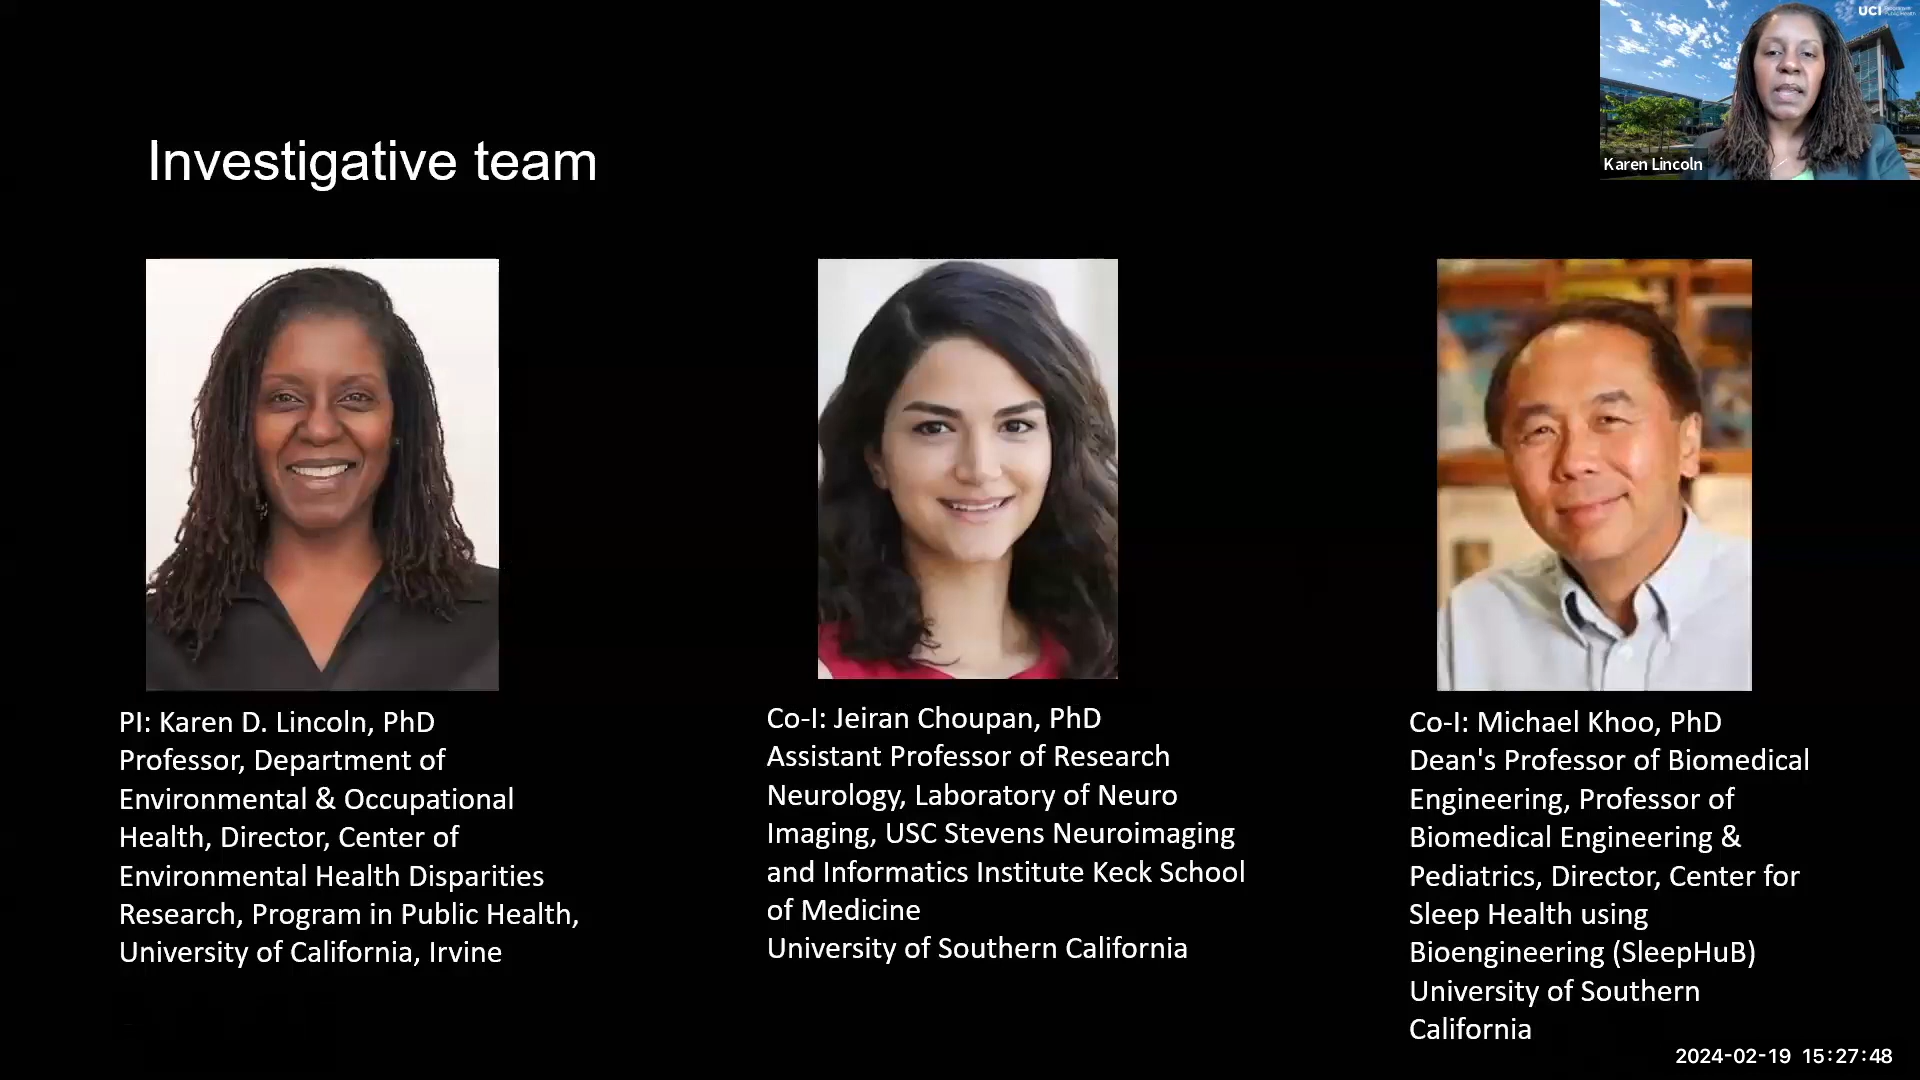 UCI
Karen Lincoln
Investigative team
PI: Karen D. Lincoln, PhD
Professor, Department of
Environmental & Occupational
Health, Director, Center of
Environmental Health Disparities
Research, Program in Public Health,
University of California, Irvine
Co-I: Jeiran Choupan, PhD
Assistant Professor of Research
Neurology, Laboratory of Neuro
Imaging, USC Stevens Neuroimaging
and Informatics Institute Keck School
of Medicine
University of Southern California
Co-I: Michael Khoo, PhD
Dean's Professor of Biomedical
Engineering, Professor of
Biomedical Engineering &
Pediatrics, Director, Center for
Sleep Health using
Bioengineering (SleepHuB)
University of Southern
California
2024-02-19 15:27:48